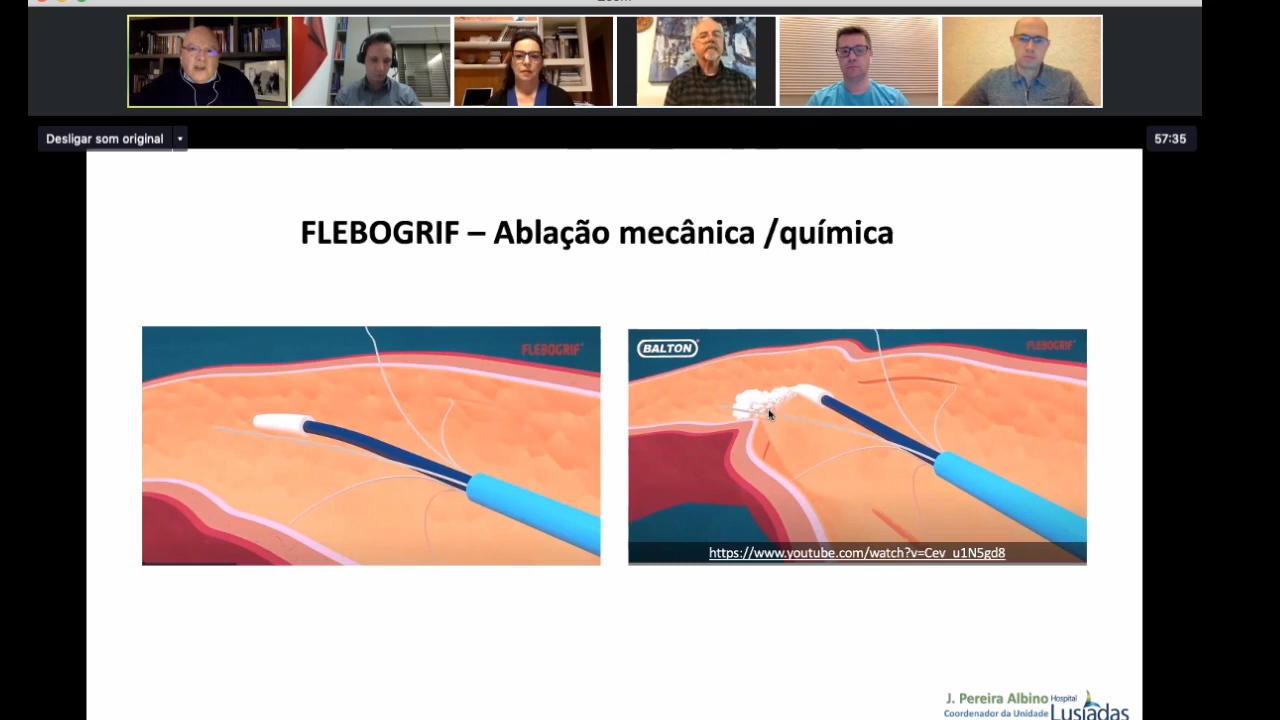 Desligar som original
57:35
FLEBOGRIF – Ablação mecânica /química
FLEBOGRIF
BALTON
FLEBOGRIF
https://www.youtube.com/watch?v=Cev_u1N5gd8
J. Pereira Albino
Coordenador da Unidade
Hospital
Lusíadas